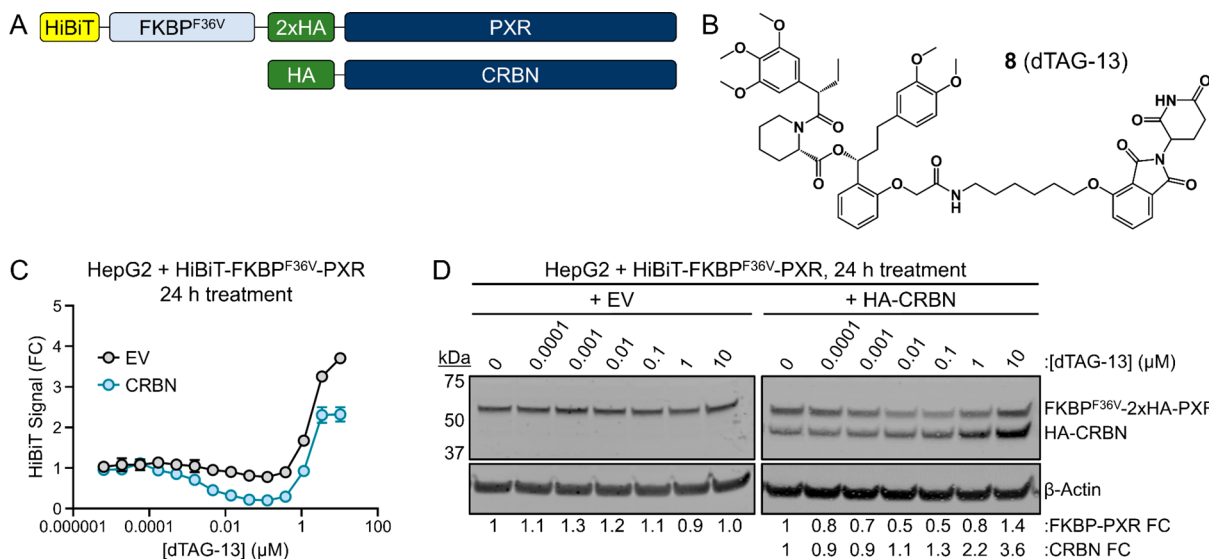 A
HiBiT
FKBPF36V
2xHA
PXR
HA
CRBN
B
8 (dTAG-13)
O
O
O
O
N
O
O
O
O
O
O
N
H
O
O
N
O
O
NH
O
O
C
HepG2 + HiBiT-FKBPF36V-PXR
24 h treatment
HiBiT Signal (FC)
5
4
3
2
1
0
EV
CRBN
0.000001
0.0001
0.01
1
100
[dTAG-13] (µM)
D
HepG2 + HiBiT-FKBPF36V-PXR, 24 h treatment
+ EV
+ HA-CRBN
kDa
0 0.0001 0.001 0.01 0.1 1 10
0 0.0001 0.001 0.01 0.1 1 10 :[dTAG-13] (µM)
75
50
37
FKBPF36V-2xHA-PXR
HA-CRBN
β-Actin
1 1.1 1.3 1.2 1.1 0.9 1.0
1 0.8 0.7 0.5 0.5 0.8 1.4 :FKBP-PXR FC
1 0.9 0.9 1.1 1.3 2.2 3.6 :CRBN FC